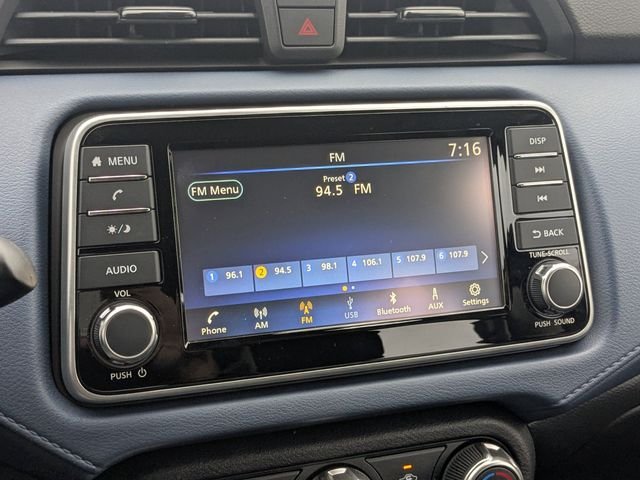 FM
7:16
FM Menu
Preset 2
94.5 FM
1 96.1 2 94.5 3 98.1 4 106.1 5 107.9 6 107.9
Phone AM FM USB Bluetooth AUX Settings
MENU
AUDIO
VOL
PUSH
DISP
BACK
TUNE·SCROLL
PUSH SOUND